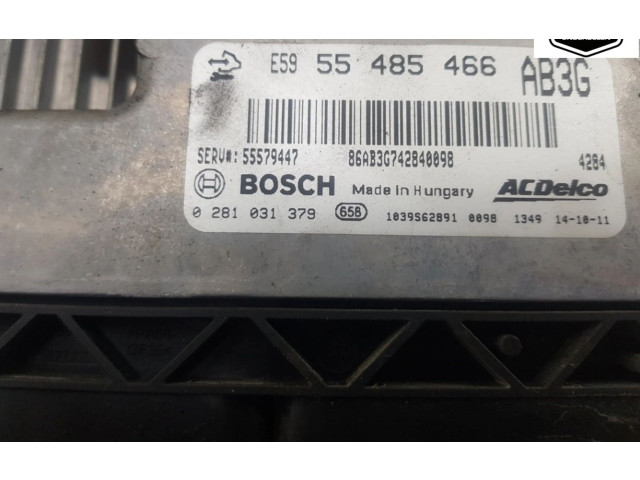 E59 55 485 466 AB3G
SERV#: 55579447 86AB3G742840098 4284
BOSCH Made in Hungary ACDelco
0 281 031 379 658 1039S62891 0098 1349 14-10-11